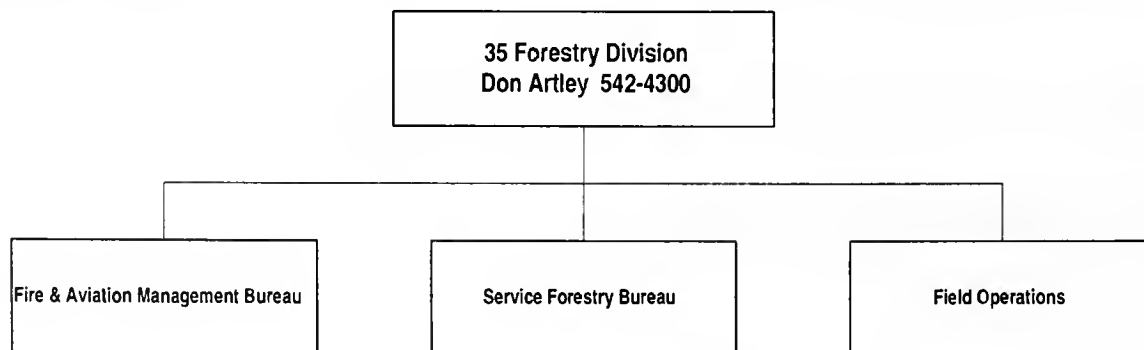 35 Forestry Division
Don Artley 542-4300
Fire & Aviation Management Bureau
Service Forestry Bureau
Field Operations